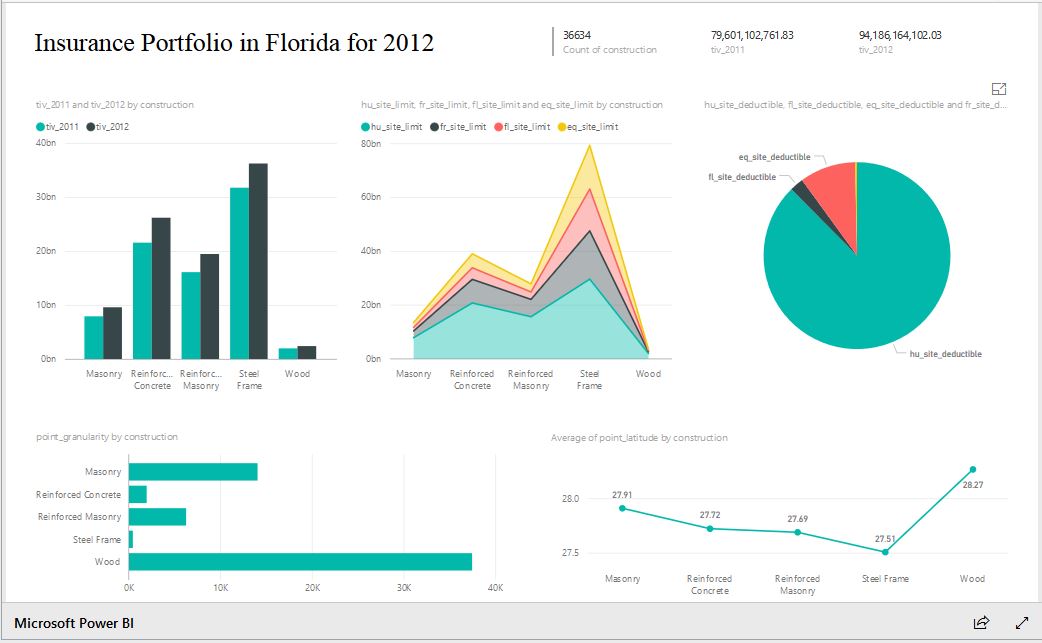 Insurance Portfolio in Florida for 2012
36634
Count of construction
79,601,102,761.83
tiv_2011
94,186,164,102.03
tiv_2012
tiv_2011 and tiv_2012 by construction
tiv_2011 tiv_2012
40bn
30bn
20bn
10bn
0bn
Masonry Reinforc... Concrete Reinforc... Masonry Steel Frame Wood
hu_site_limit, fr_site_limit, fl_site_limit and eq_site_limit by construction
hu_site_limit fr_site_limit fl_site_limit eq_site_limit
80bn
60bn
40bn
20bn
0bn
Masonry Reinforced Concrete Reinforced Masonry Steel Frame Wood
hu_site_deductible, fl_site_deductible, eq_site_deductible and fr_site_d...
eq_site_deductible
fl_site_deductible
hu_site_deductible
point_granularity by construction
Masonry
Reinforced Concrete
Reinforced Masonry
Steel Frame
Wood
0K 10K 20K 30K 40K
Average of point_latitude by construction
28.0
27.5
27.91
27.72
27.69
27.51
28.27
Masonry Reinforced Concrete Reinforced Masonry Steel Frame Wood
Microsoft Power BI